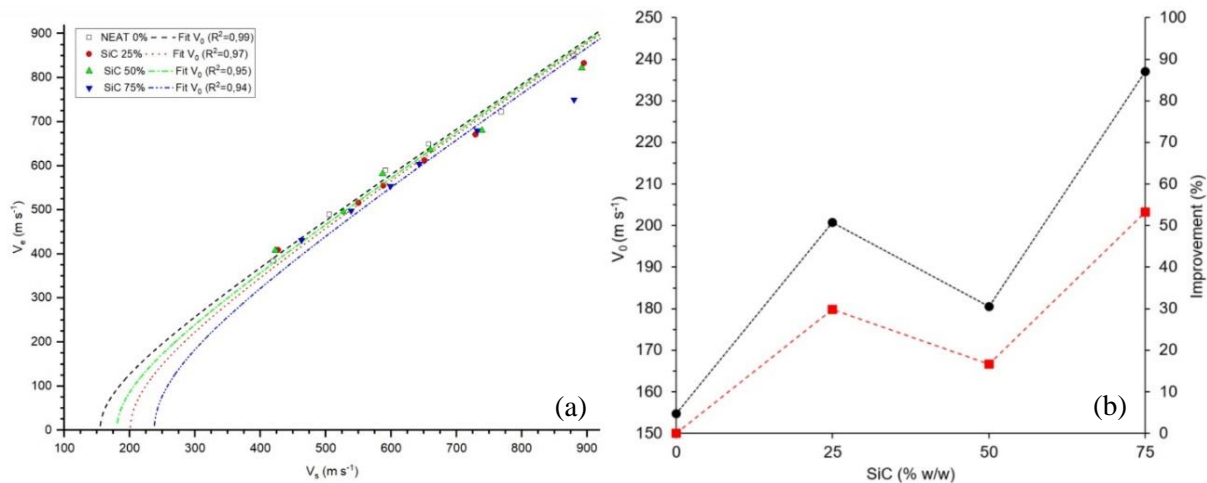 NEAT 0% Fit V0 (R2=0,99)
SiC 25% Fit V0 (R2=0,97)
SiC 50% Fit V0 (R2=0,95)
SiC 75% Fit V0 (R2=0,94)
900
800
700
600
500
400
300
200
100
0
Ve (m s-1)
100 200 300 400 500 600 700 800 900
Vs (m s-1)
(a)
250
240
230
220
210
200
190
180
170
160
150
V0 (m s-1)
0 25 50 75
SiC (% w/w)
100
90
80
70
60
50
40
30
20
10
0
Improvement (%)
(b)